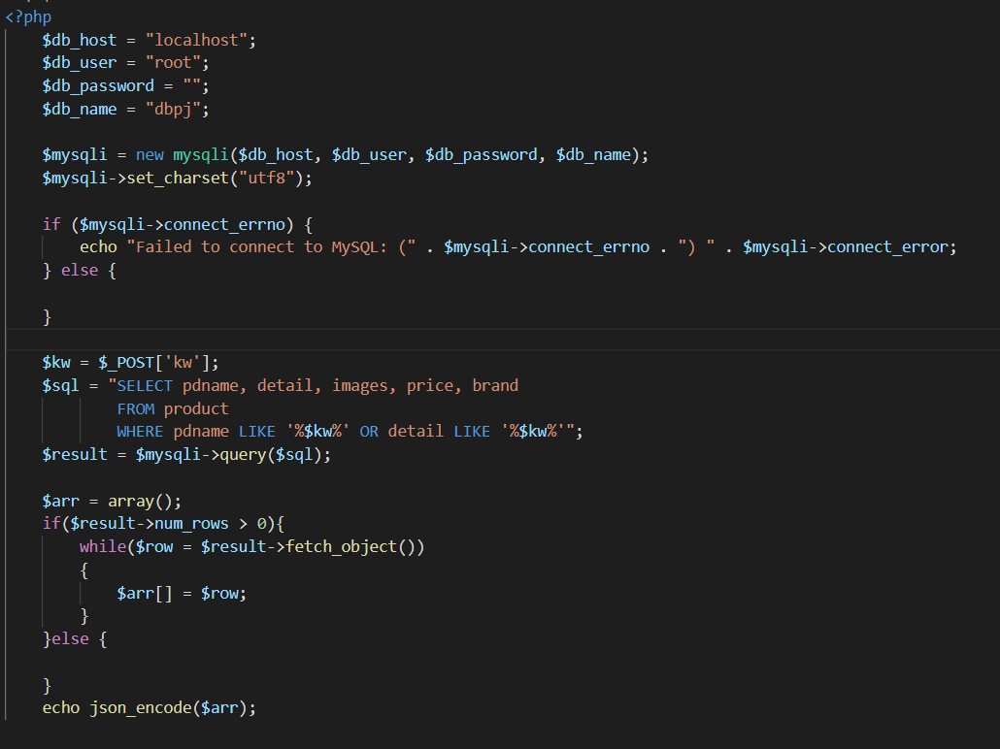 <?php
$db_host = "localhost";
$db_user = "root";
$db_password = "";
$db_name = "dbpj";
$mysqli = new mysqli($db_host, $db_user, $db_password, $db_name);
$mysqli->set_charset("utf8");
if ($mysqli->connect_errno) {
echo "Failed to connect to MySQL: (" . $mysqli->connect_errno . ") " . $mysqli->connect_error;
} else {
}
$kw = $_POST['kw'];
$sql = "SELECT pdname, detail, images, price, brand
FROM product
WHERE pdname LIKE '%$kw%' OR detail LIKE '%$kw%'";
$result = $mysqli->query($sql);
$arr = array();
if($result->num_rows > 0){
while($row = $result->fetch_object())
{
$arr[] = $row;
}
}else {
}
echo json_encode($arr);